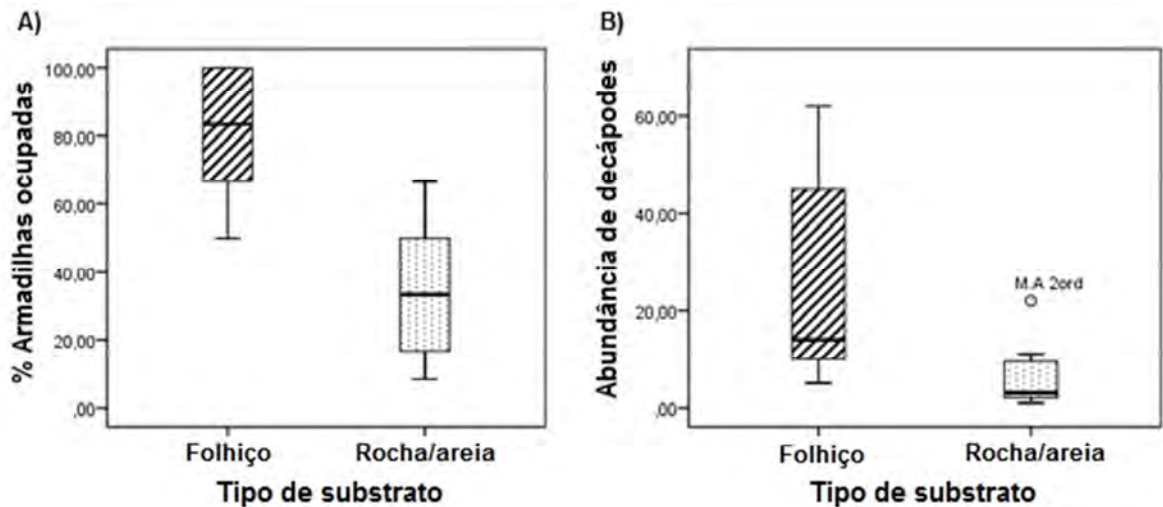 A)
% Armadilhas ocupadas
100,00
80,00
60,00
40,00
20,00
,00
Folhiço
Rocha/areia
Tipo de substrato
B)
Abundância de decápodes
60,00
40,00
20,00
,00
M.A 2ord
Folhiço
Rocha/areia
Tipo de substrato